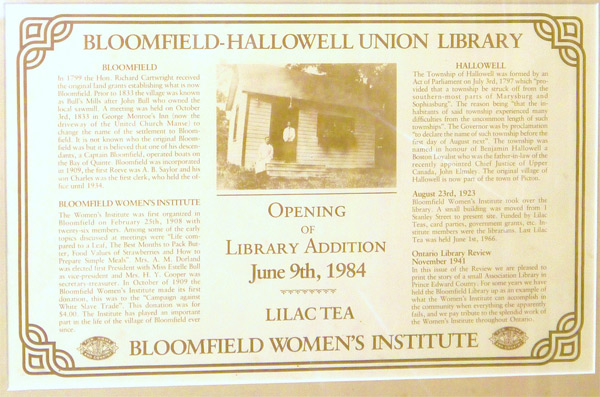 BLOOMFIELD-HALLOWELL UNION LIBRARY
BLOOMFIELD
In 1799 the Hon. Richard Cartwright received
the original land grants establishing what is now
Bloomfield. Prior to 1833 the village was known
as Bull's Mills after John Bull who owned the
local sawmill. A meeting was held on October
3rd, 1833 in George Monroe's Inn (now the
driveway of the United Church Manse) to
change the name of the settlement to Bloom-
field. It is not known who the original Bloom-
field was but it is believed that one of his descen-
dants, a Captain Bloomfield, operated boats on
the Bay of Quinte. Bloomfield was incorporated
in 1909, the first Reeve was A. B. Saylor and his
son Charles was the first clerk, who held the of-
fice until 1934.
BLOOMFIELD WOMEN'S INSTITUTE
The Women's Institute was first organized in
Bloomfield on February 25th, 1908 with
twenty-six members. Among some of the early
topics discussed at meetings were "Life com-
pared to a Leaf, The Best Months to Pack But-
ter, Food Values of Strawberries and How to
Prepare Simple Meals". Mrs. A. M. Dorland
was elected first President with Miss Estelle Bull
as vice-president and Mrs. H. Y. Cooper was
secretary-treasurer. In October of 1909 the
Bloomfield Women's Institute made its first
donation, this was to the "Campaign against
White Slave Trade". This donation was for
$4.00. The Institute has played an important
part in the life of the village of Bloomfield ever
since.
OPENING
OF
LIBRARY ADDITION
June 9th, 1984
LILAC TEA
HALLOWELL
The Township of Hallowell was formed by an
Act of Parliament on July 3rd, 1797 which "pro-
vided that a township be struck off from the
southern-most parts of Marysburg and
Sophiasburg". The reason being "that the in-
habitants of said township experienced many
difficulties from the uncommon length of such
townships". The Governor was by proclamation
"to declare the name of such township before the
first day of August next". The township was
named in honour of Benjamin Hallowell a
Boston Loyalist who was the father-in-law of the
recently appointed Chief Justice of Upper
Canada, John Elmsley. The original village of
Hallowell is now part of the town of Picton.
August 23rd, 1923
Bloomfield Women's Institute took over the
library. A small building was moved from 1
Stanley Street to present site. Funded by Lilac
Teas, card parties, government grants, etc. In-
stitute members were the librarians. Last Lilac
Tea was held June 1st, 1966.
Ontario Library Review
November 1941
In this issue of the Review we are pleased to
print the story of a small Association Library in
Prince Edward County. For some years we have
held the Bloomfield Library up as an example of
what the Women's Institute can accomplish in
the community when everything else apparently
fails, and we pay tribute to the splendid work of
the Women's Institute throughout Ontario.
BLOOMFIELD WOMEN'S INSTITUTE